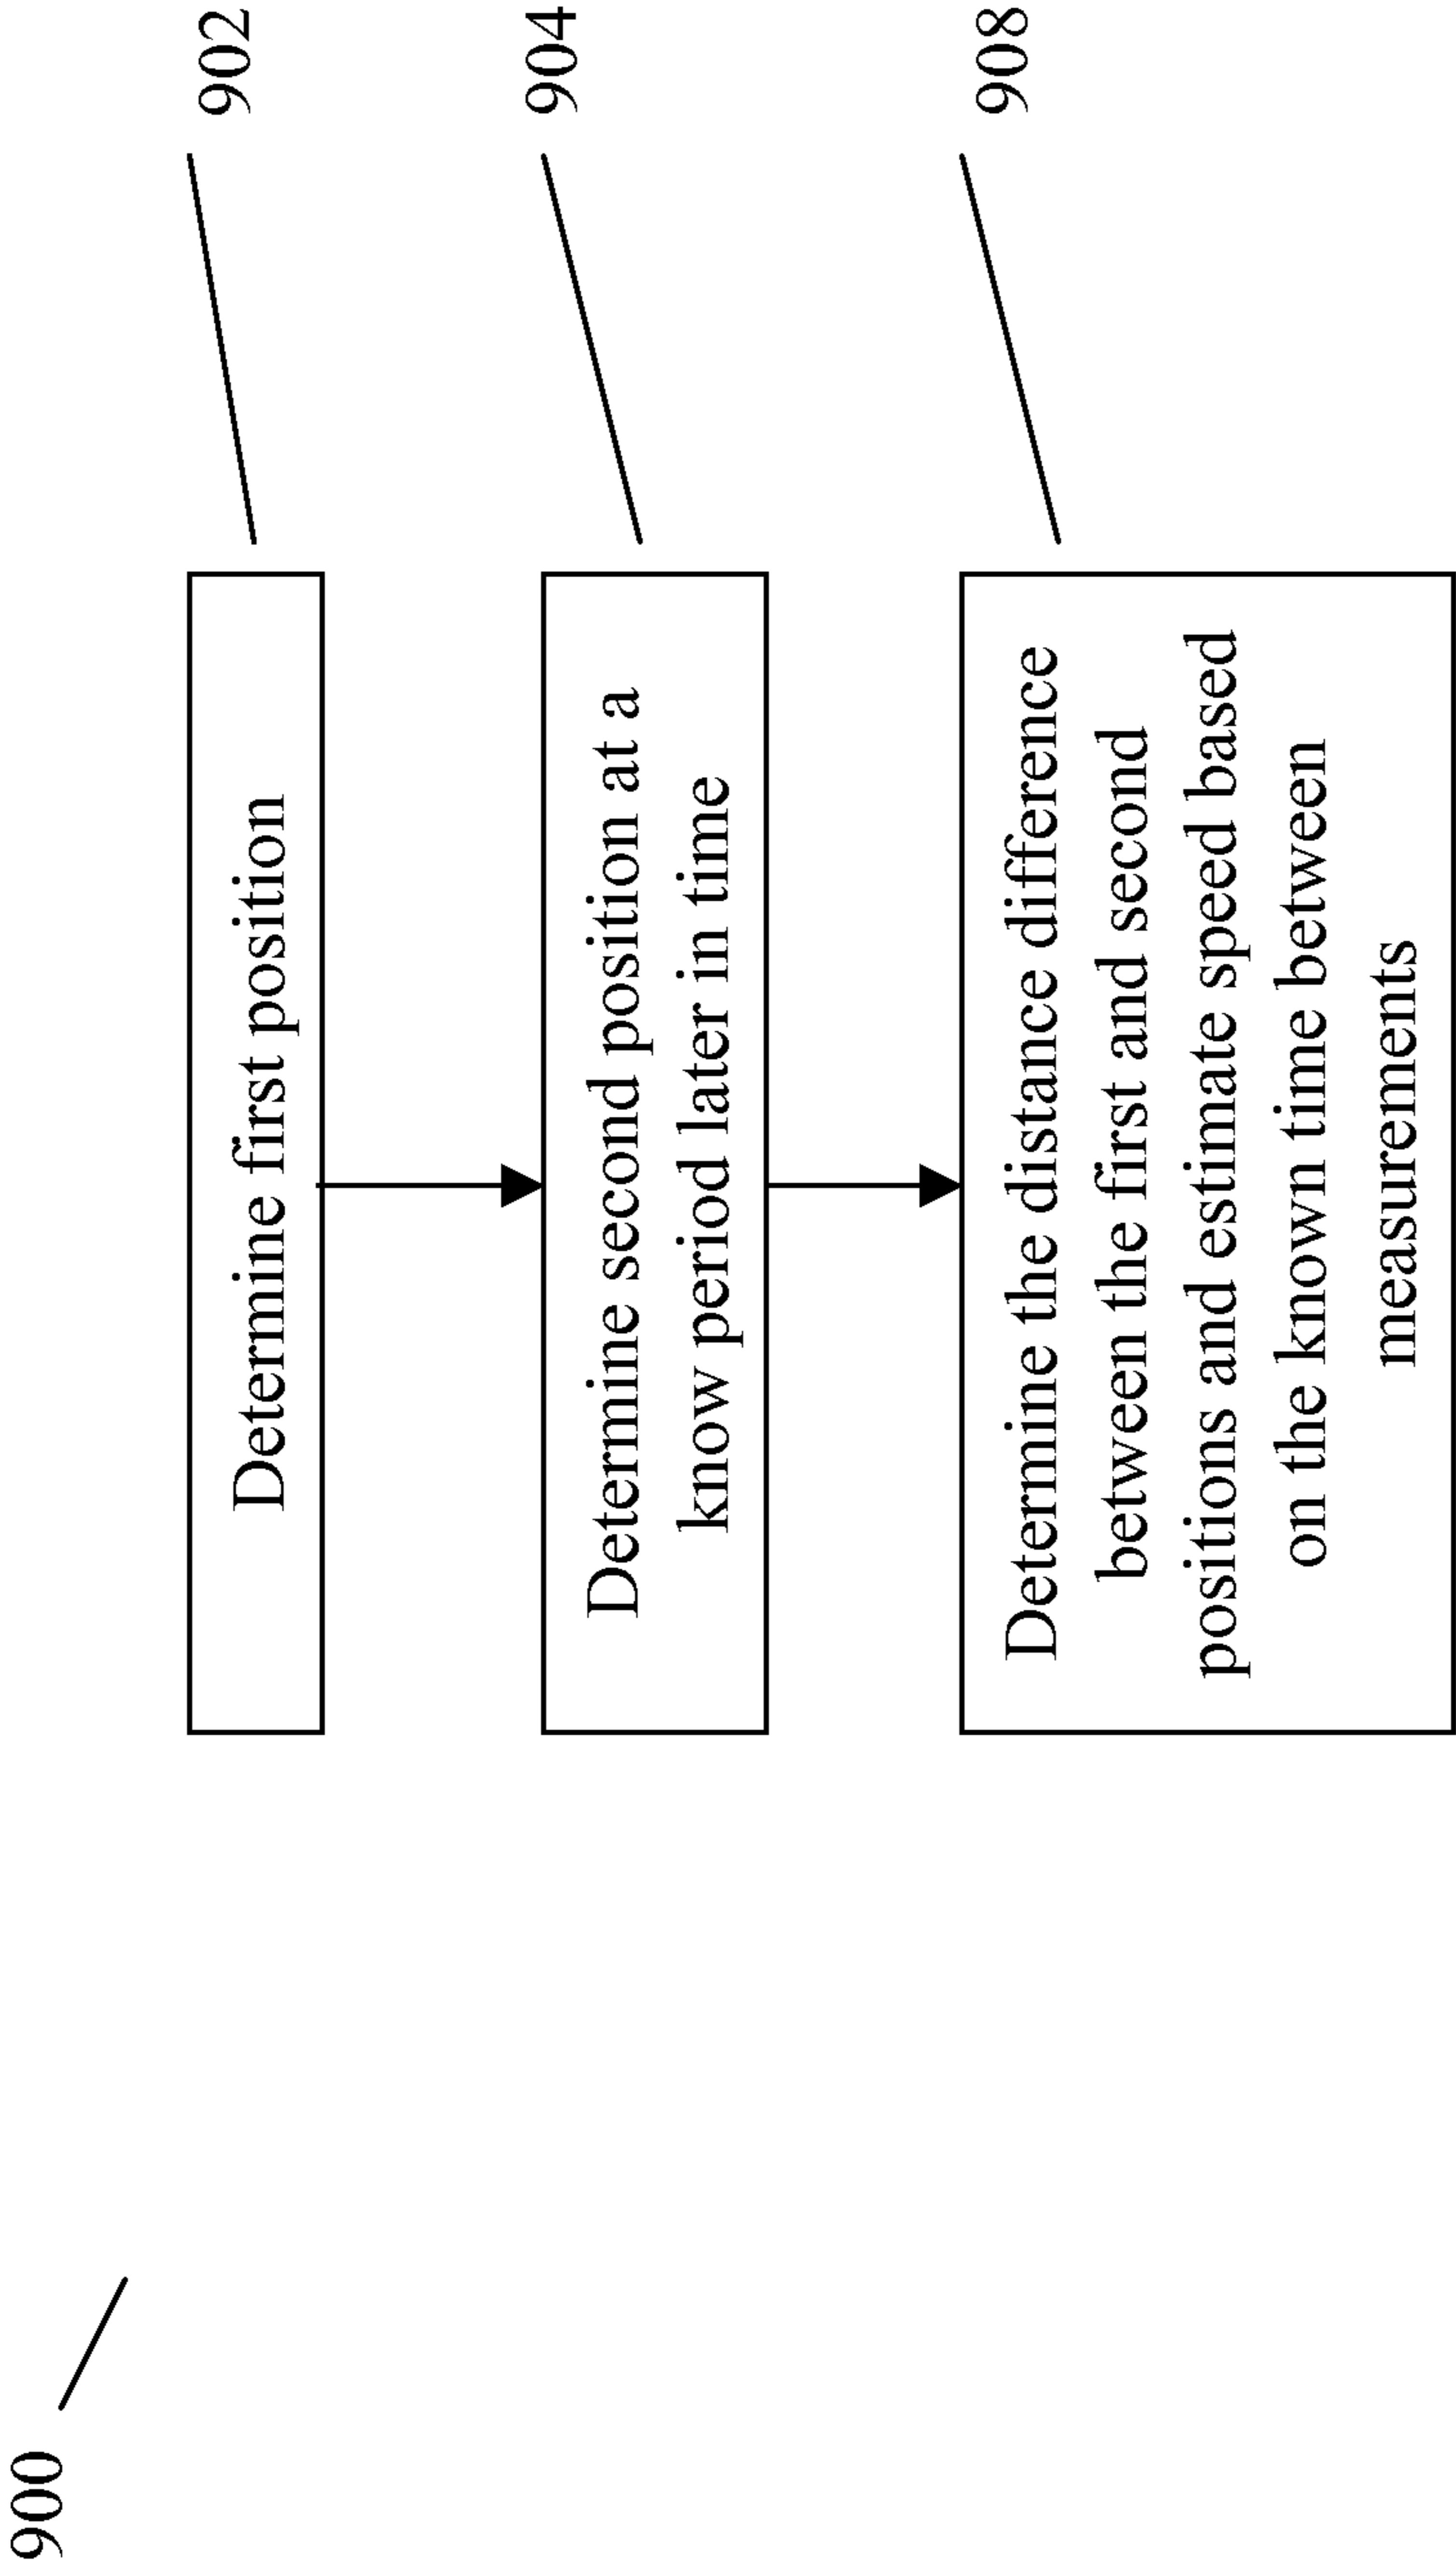 900
Determine first position
902
Determine second position at a
know period later in time
904
Determine the distance difference
between the first and second
positions and estimate speed based
on the known time between
measurements
908